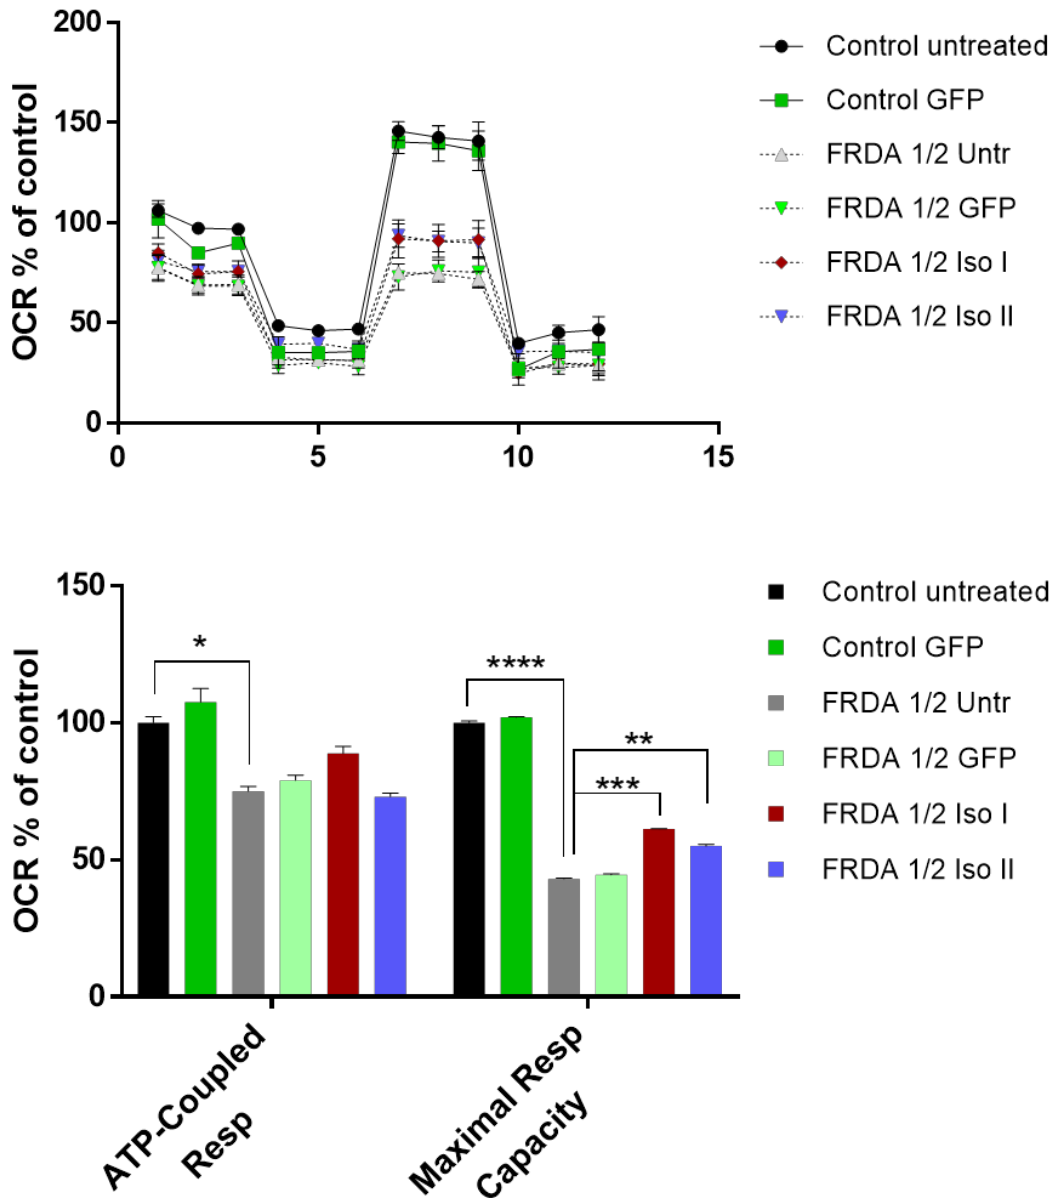 200
150
100
50
0
0
5
10
15
OCR % of control
Control untreated
Control GFP
FRDA 1/2 Untr
FRDA 1/2 GFP
FRDA 1/2 Iso I
FRDA 1/2 Iso II
150
100
50
0
OCR % of control
*
****
**
***
ATP-Coupled
Resp
Maximal Resp
Capacity
Control untreated
Control GFP
FRDA 1/2 Untr
FRDA 1/2 GFP
FRDA 1/2 Iso I
FRDA 1/2 Iso II